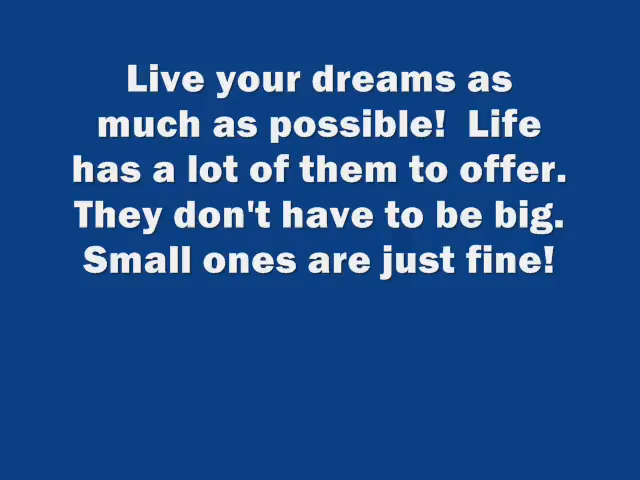 Live your dreams as
much as possible!  Life
has a lot of them to offer.
They don't have to be big.
Small ones are just fine!